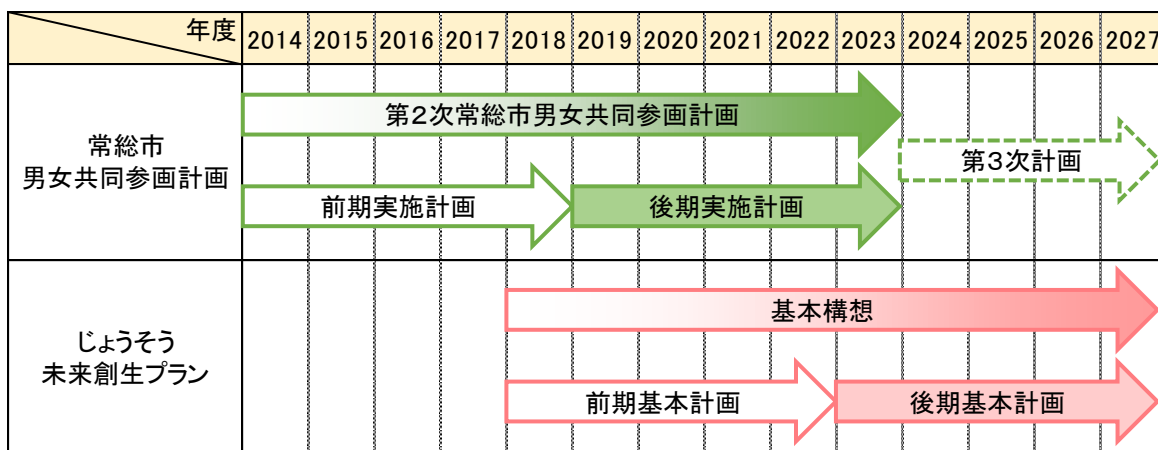 年度
2014 2015 2016 2017 2018 2019 2020 2021 2022 2023 2024 2025 2026 2027
常総市
男女共同参画計画
第2次常総市男女共同参画計画
第3次計画
前期実施計画
後期実施計画
じょうそう
未来創生プラン
基本構想
前期基本計画
後期基本計画